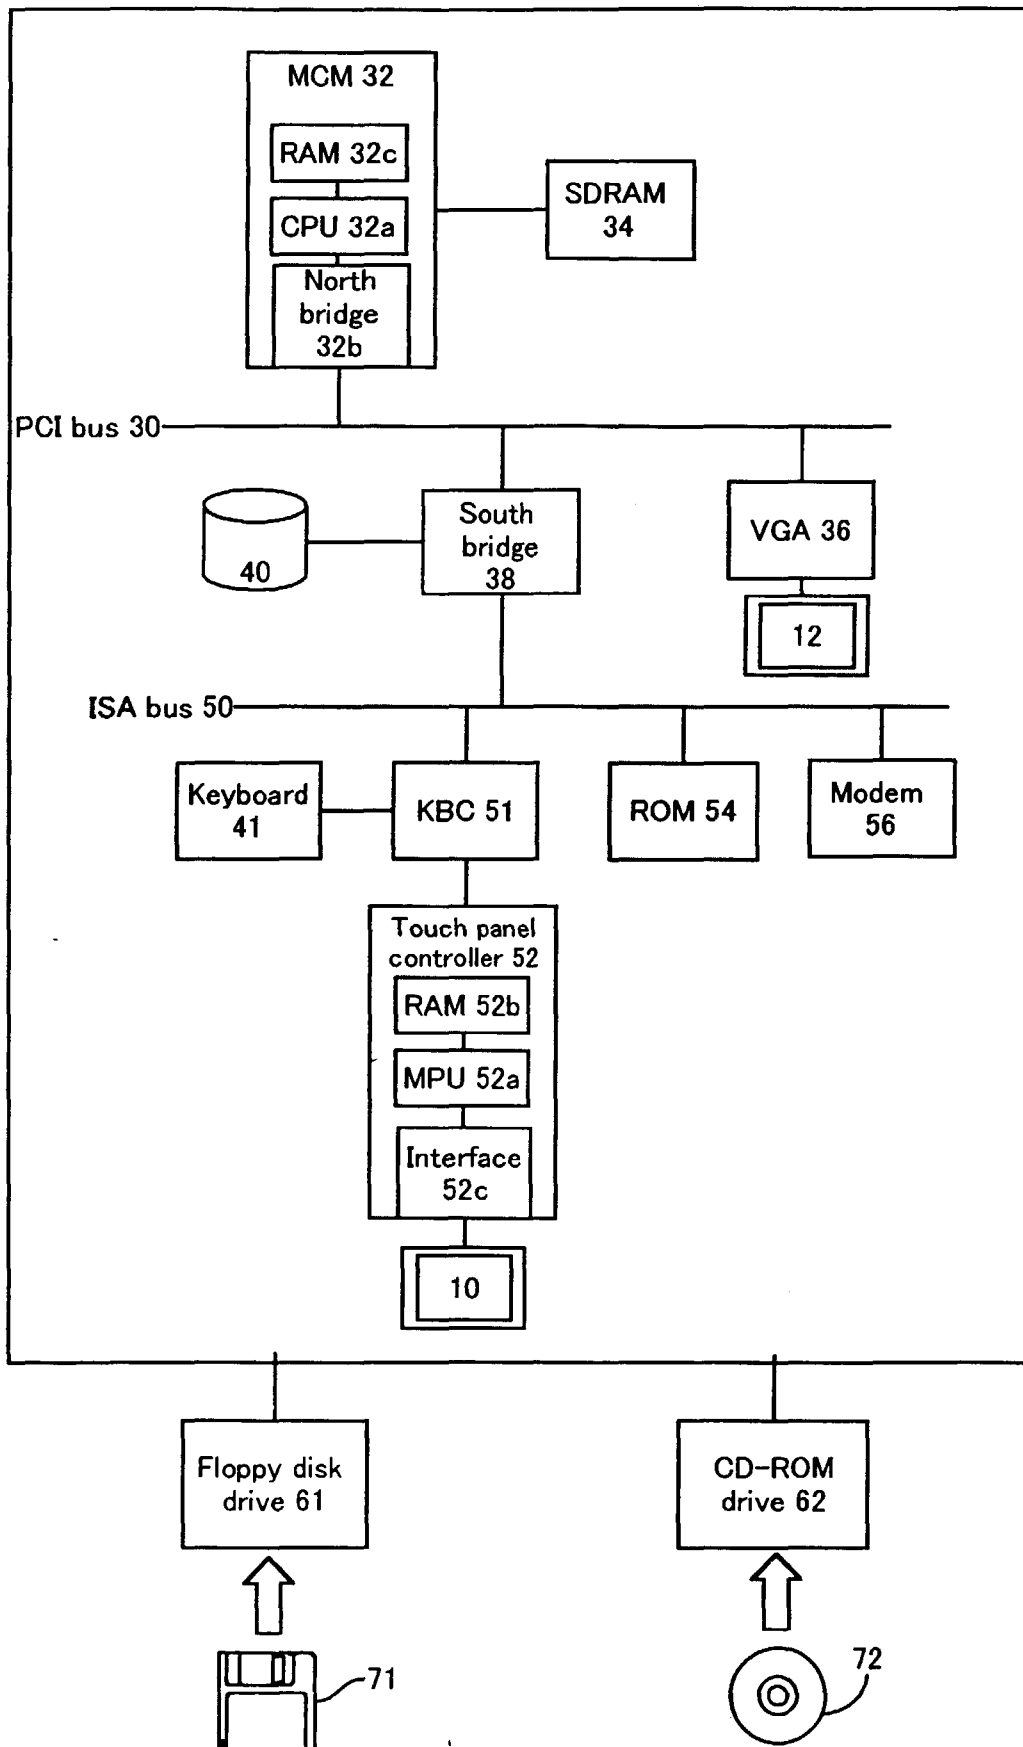 MCM 32
RAM 32c
CPU 32a
North
bridge
32b
SDRAM
34
PCI bus 30
40
South
bridge
38
VGA 36
12
ISA bus 50
Keyboard
41
KBC 51
ROM 54
Modem
56
Touch panel
controller 52
RAM 52b
MPU 52a
Interface
52c
10
Floppy disk
drive 61
CD-ROM
drive 62
71
72